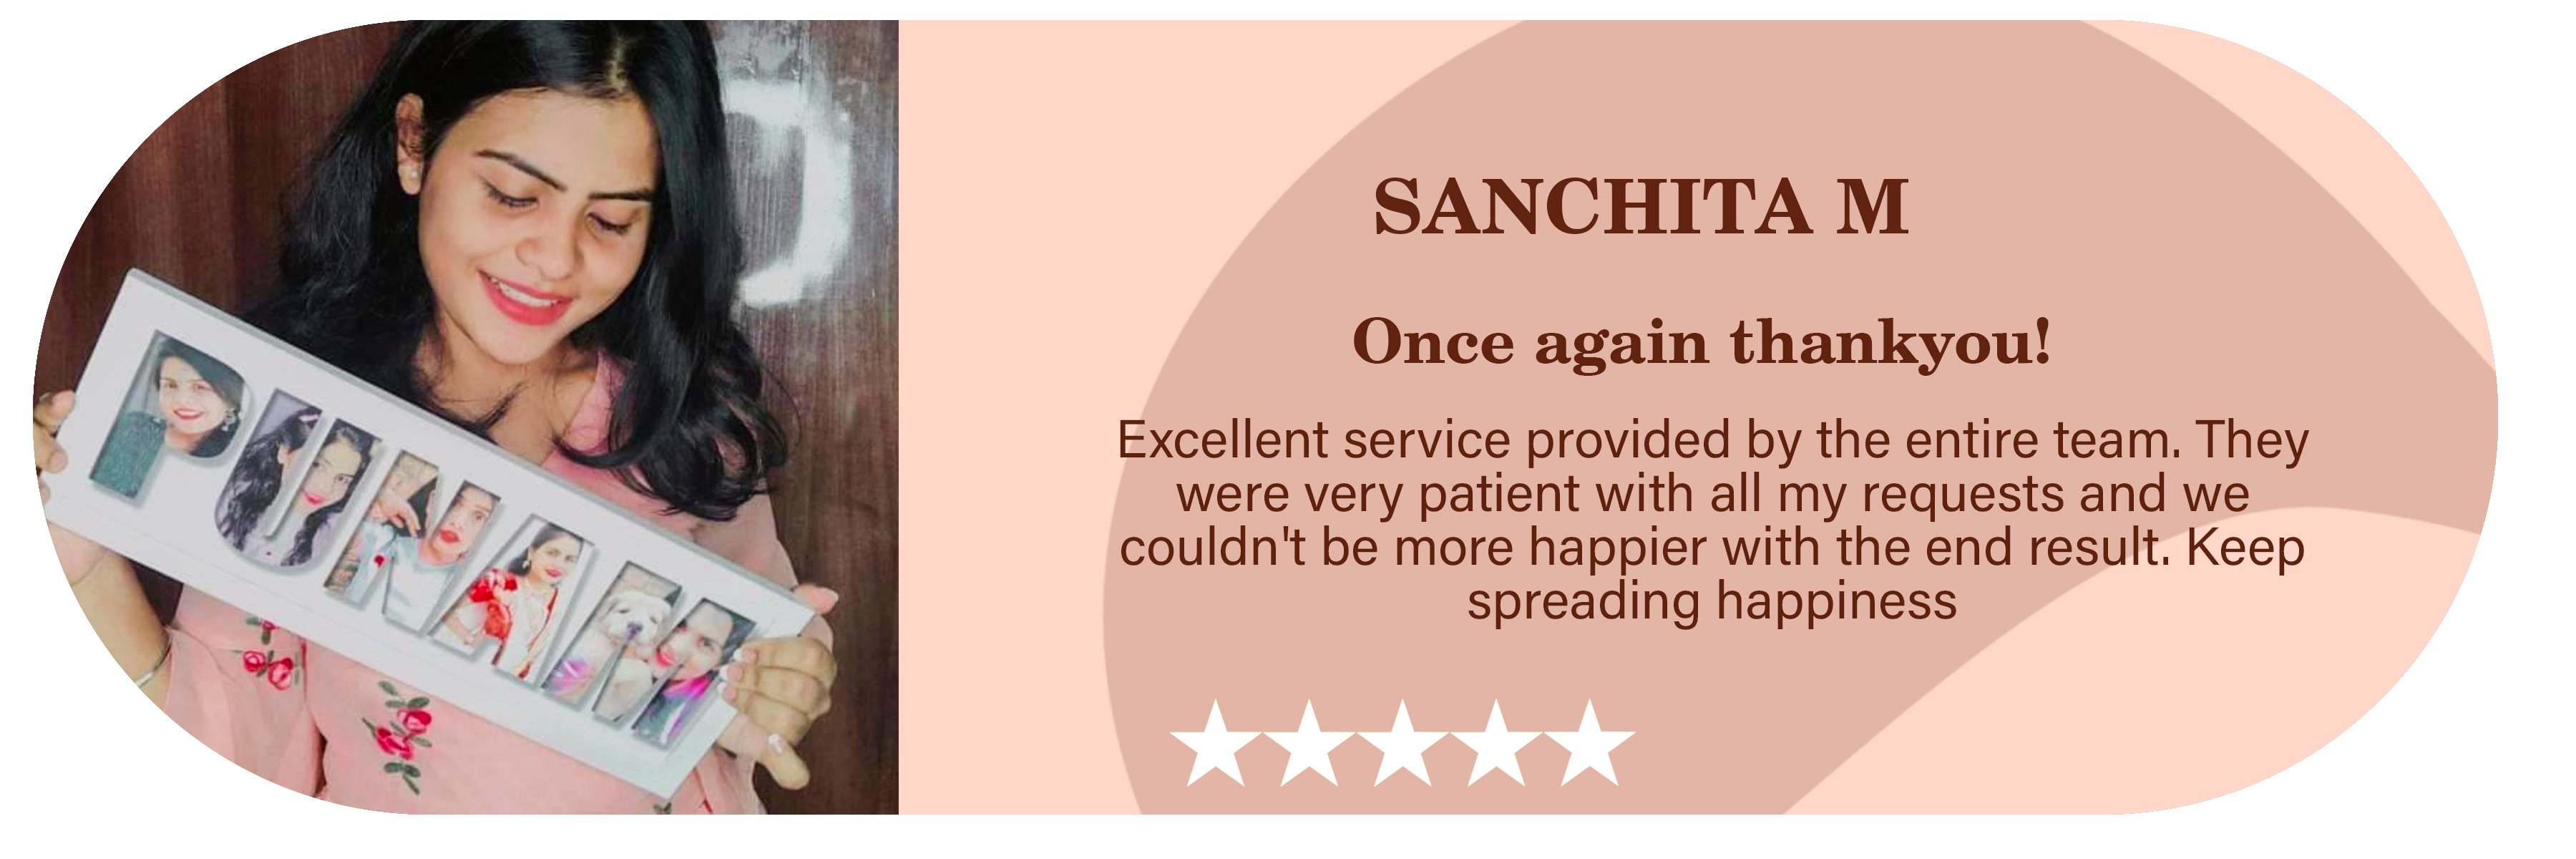 PUNAM
SANCHITA M
Once again thankyou!
Excellent service provided by the entire team. They
were very patient with all my requests and we
couldn't be more happier with the end result. Keep
spreading happiness